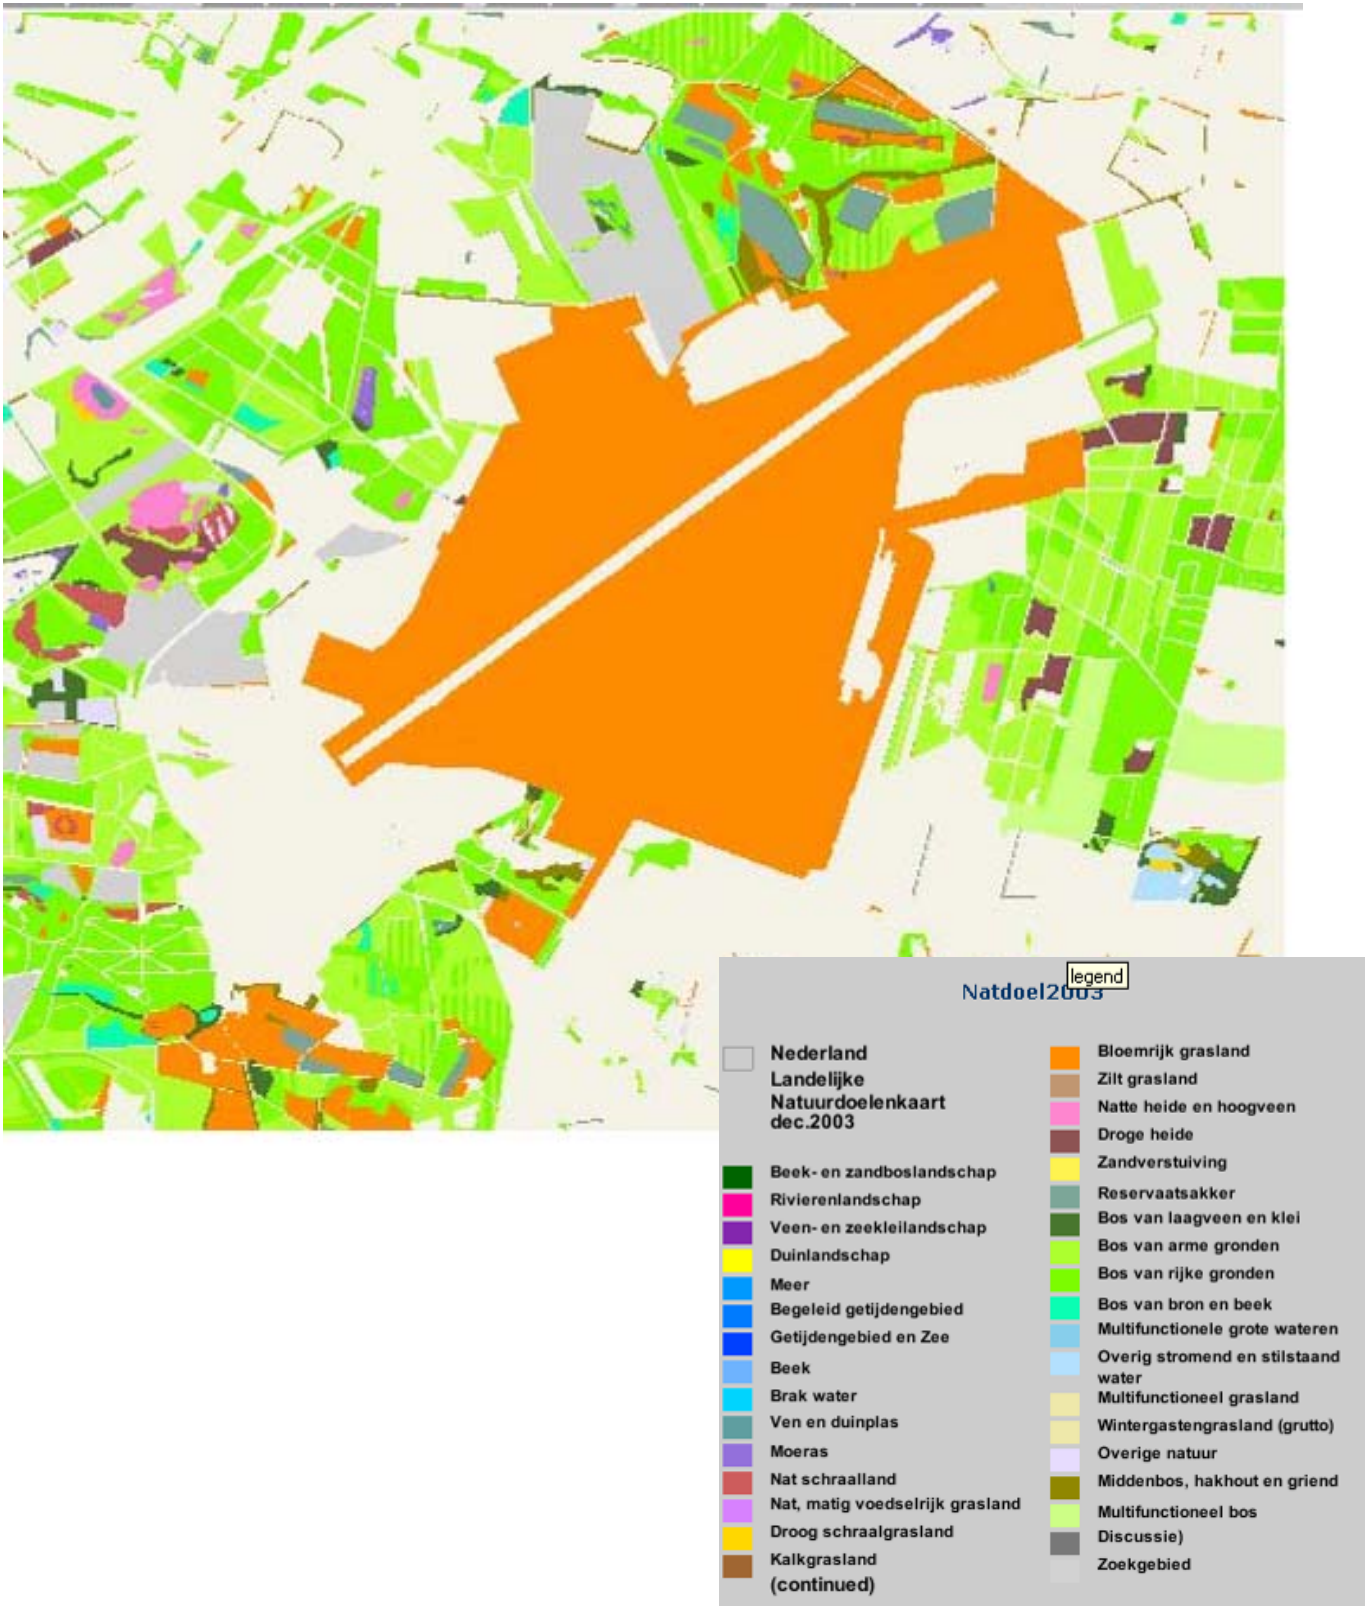 legend
Natdoel2003
Nederland
Landelijke
Natuurdoelenkaart
dec.2003
Beek- en zandboslandschap
Rivierenlandschap
Veen- en zeekleilandschap
Duinlandschap
Meer
Begeleid getijdengebied
Getijdengebied en Zee
Beek
Brak water
Ven en duinplas
Moeras
Nat schraalland
Nat, matig voedselrijk grasland
Droog schraalgrasland
Kalkgrasland
(continued)
Bloemrijk grasland
Zilt grasland
Natte heide en hoogveen
Droge heide
Zandverstuiving
Reservaatsakker
Bos van laagveen en klei
Bos van arme gronden
Bos van rijke gronden
Bos van bron en beek
Multifunctionele grote wateren
Overig stromend en stilstaand
water
Multifunctioneel grasland
Wintergastengrasland (grutto)
Overige natuur
Middenbos, hakhout en griend
Multifunctioneel bos
Discussie)
Zoekgebied